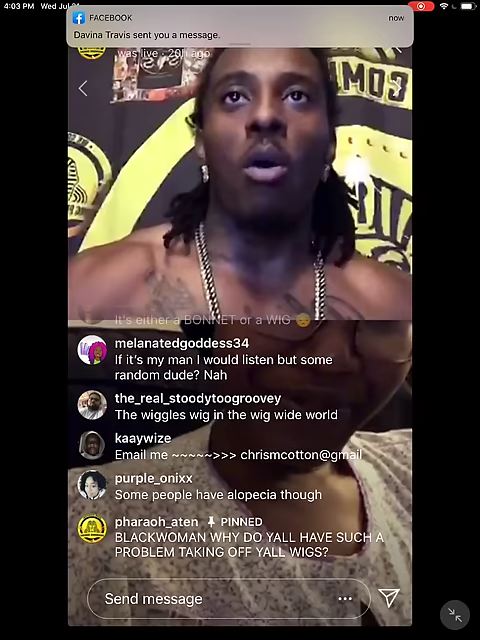 4:03 PM Wed Jul
FACEBOOK
now
Davina Travis sent you a message.
was live · 20h ago
It's either a BONNET or a WIG 😔
melanatedgoddess34
If it's my man I would listen but some
random dude? Nah
the_real_stoodytoogroovey
The wiggles wig in the wig wide world
kaaywize
Email me ~~~~~>>> chrismcotton@gmail
purple_onixx
Some people have alopecia though
pharaoh_aten PINNED
BLACKWOMAN WHY DO YALL HAVE SUCH A
PROBLEM TAKING OFF YALL WIGS?
Send message